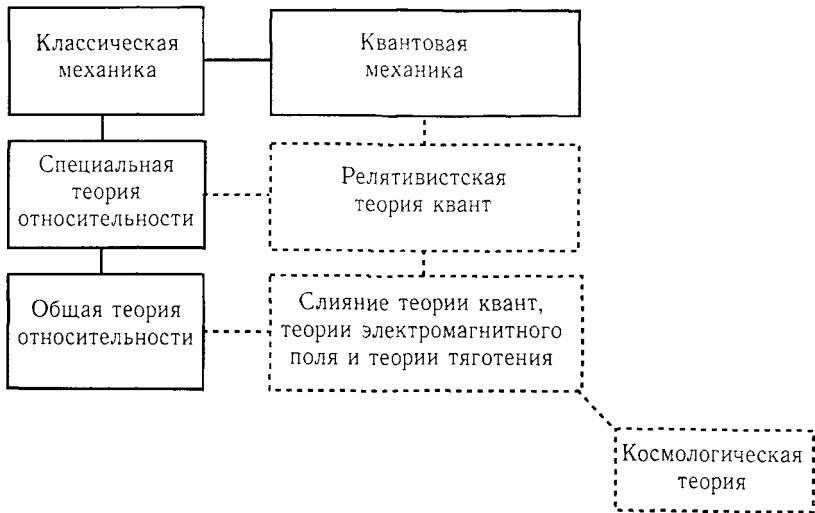 Классическая
механика
Квантовая
механика
Специальная
теория
относительности
Релятивистская
теория квант
Общая теория
относительности
Слияние теории квант,
теории электромагнитного
поля и теории тяготения
Космологическая
теория